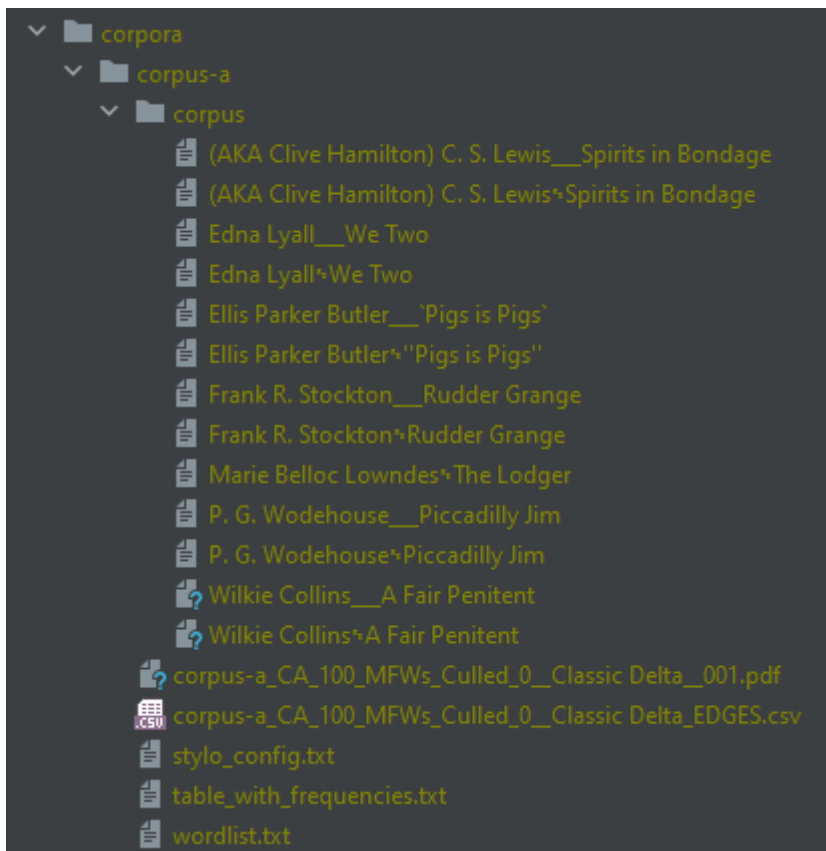 corpora
corpus-a
corpus
(AKA Clive Hamilton) C. S. Lewis___Spirits in Bondage
(AKA Clive Hamilton) C. S. Lewis Spirits in Bondage
Edna Lyall___We Two
Edna Lyall We Two
Ellis Parker Butler___`Pigs is Pigs`
Ellis Parker Butler "Pigs is Pigs"
Frank R. Stockton___Rudder Grange
Frank R. Stockton Rudder Grange
Marie Belloc Lowndes The Lodger
P. G. Wodehouse___Piccadilly Jim
P. G. Wodehouse Piccadilly Jim
Wilkie Collins___A Fair Penitent
Wilkie Collins A Fair Penitent
corpus-a_CA_100_MFWs_Culled_0__Classic Delta__001.pdf
.CSV corpus-a_CA_100_MFWs_Culled_0__Classic Delta_EDGES.csv
stylo_config.txt
table_with_frequencies.txt
wordlist.txt